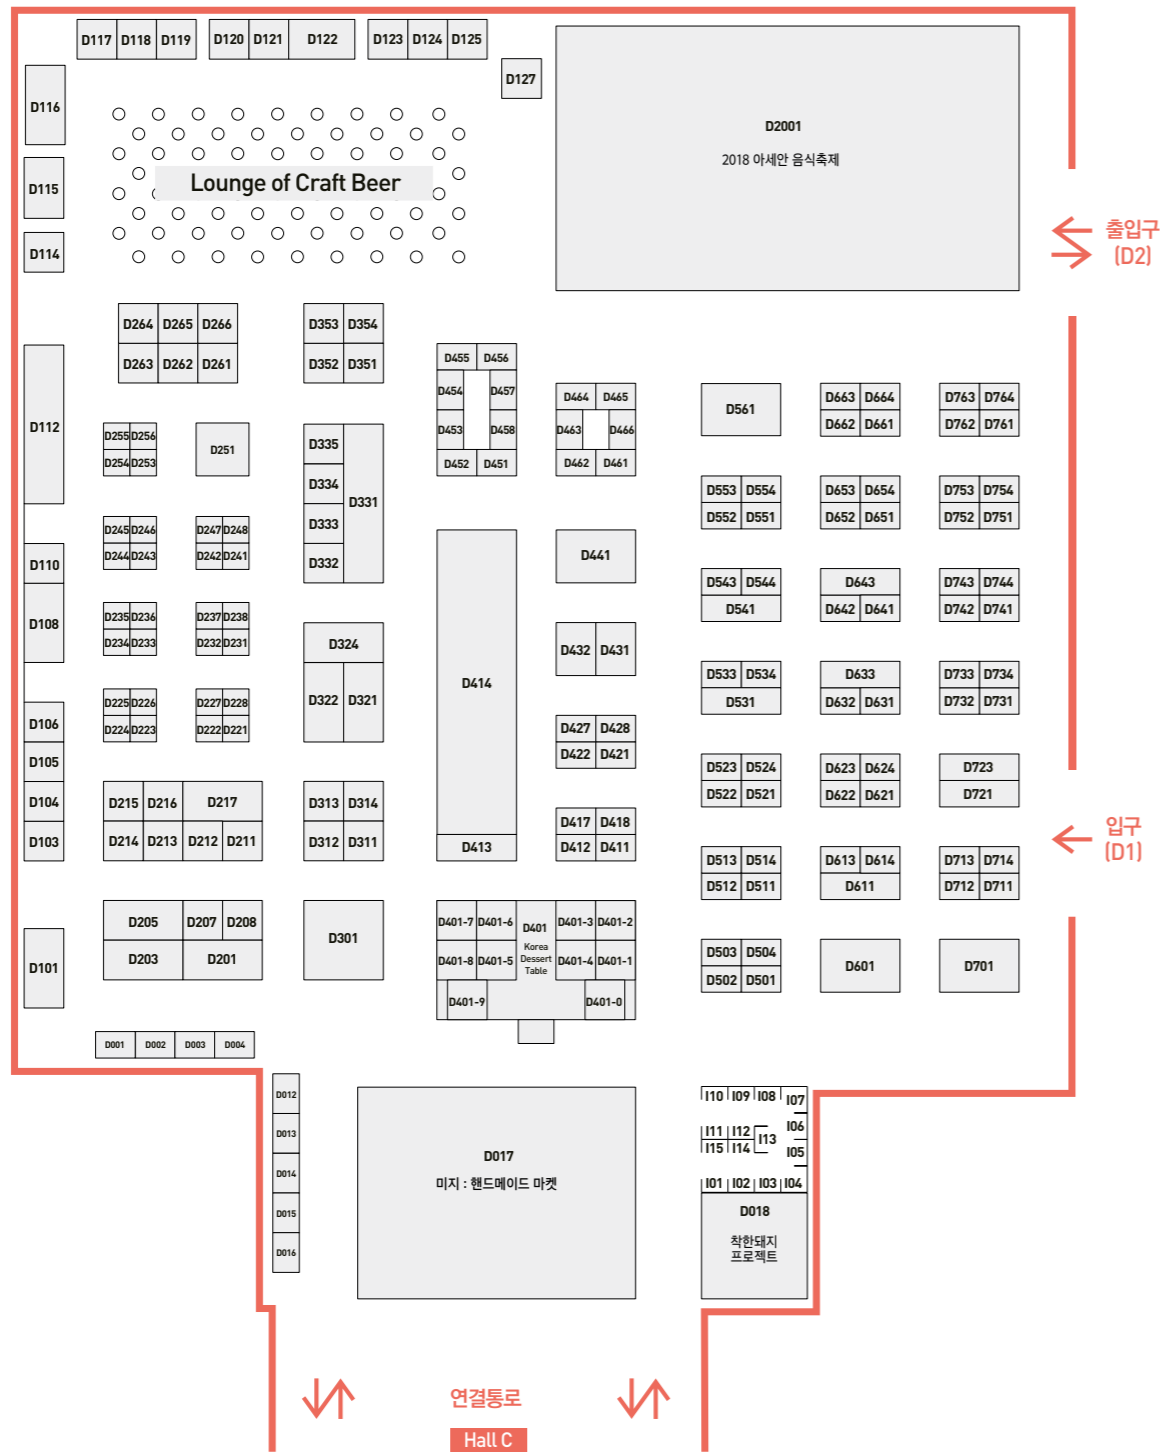 D117 D118 D119 D120 D121 D122 D123 D124 D125
D127
D116
D2001
2018 아세안 음식축제
Lounge of Craft Beer
D115
D114
출입구
(D2)
D264 D265 D266 D353 D354
D263 D262 D261 D352 D351
D455 D456
D454 D457
D464 D465
D453 D458
D463 D466
D452 D451
D462 D461
D561
D663 D664 D763 D764
D662 D661 D762 D761
D112
D255 D256
D254 D253
D251
D335
D334
D333
D332
D331
D553 D554 D653 D654 D753 D754
D552 D551 D652 D651 D752 D751
D245 D246 D247 D248
D244 D243 D242 D241
D441
D110
D108
D543 D544 D643 D743 D744
D541 D642 D641 D742 D741
D235 D236 D237 D238
D234 D233 D232 D231
D324
D322 D321
D432 D431
D414
D533 D534 D633 D733 D734
D531 D632 D631 D732 D731
D225 D226 D227 D228
D224 D223 D222 D221
D106
D105
D104
D103
D427 D428
D422 D421
D523 D524 D623 D624 D723
D522 D521 D622 D621 D721
D215 D216 D217 D313 D314
D214 D213 D212 D211 D312 D311
D413
D417 D418
D412 D411
입구
(D1)
D513 D514 D613 D614 D713 D714
D512 D511 D611 D712 D711
D205 D207 D208
D203 D201
D301
D101
D401-7 D401-6 D401 D401-3 D401-2
Korea
Dessert
Table
D401-8 D401-5 D401-4 D401-1
D401-9 D401-0
D503 D504
D502 D501
D601
D701
D001 D002 D003 D004
D012
D013
D014
D015
D016
D017
미지 : 핸드메이드 마켓
I10 I09 I08 I07
I11 I12 I13 I06
I15 I14 I05
I01 I02 I03 I04
D018
착한돼지
프로젝트
연결통로
Hall C